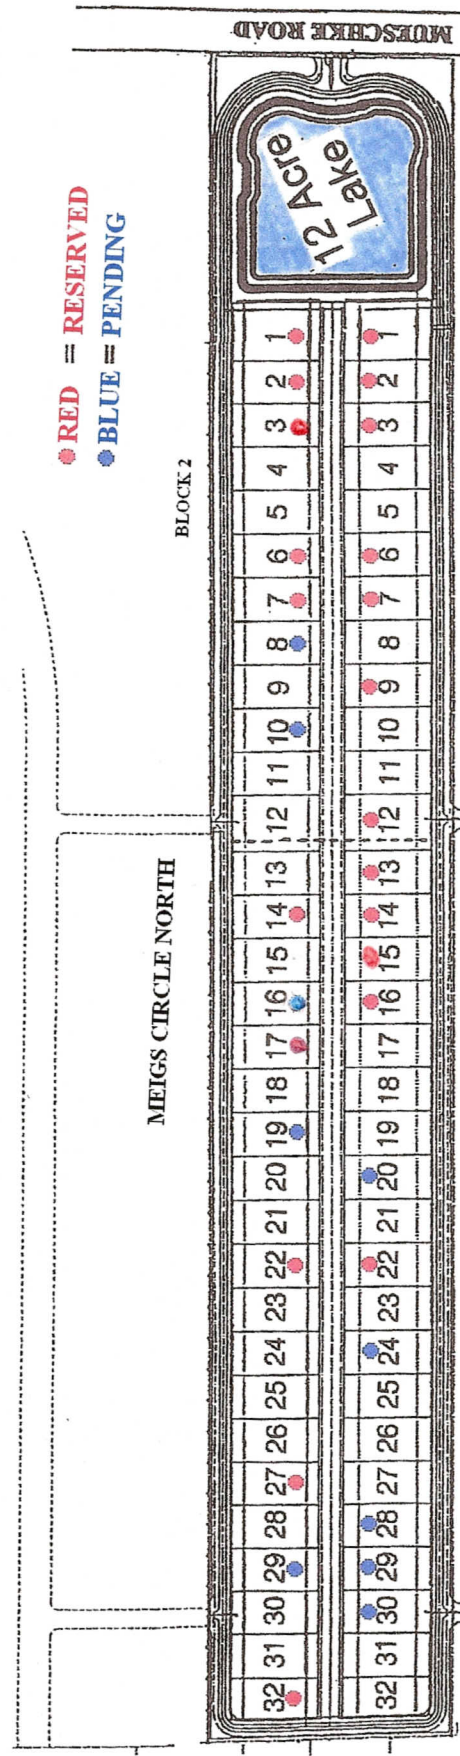 MUESCHKE ROAD
RED = RESERVED
BLUE = PENDING
12 Acre
Lake
BLOCK 2
MEIGS CIRCLE NORTH
32 31 30 29 28 27 26 25 24 23 22 21 20 19 18 17 16 15 14 13 12 11 10 9 8 7 6 5 4 3 2 1
32 31 30 29 28 27 26 25 24 23 22 21 20 19 18 17 16 15 14 13 12 11 10 9 8 7 6 5 4 3 2 1